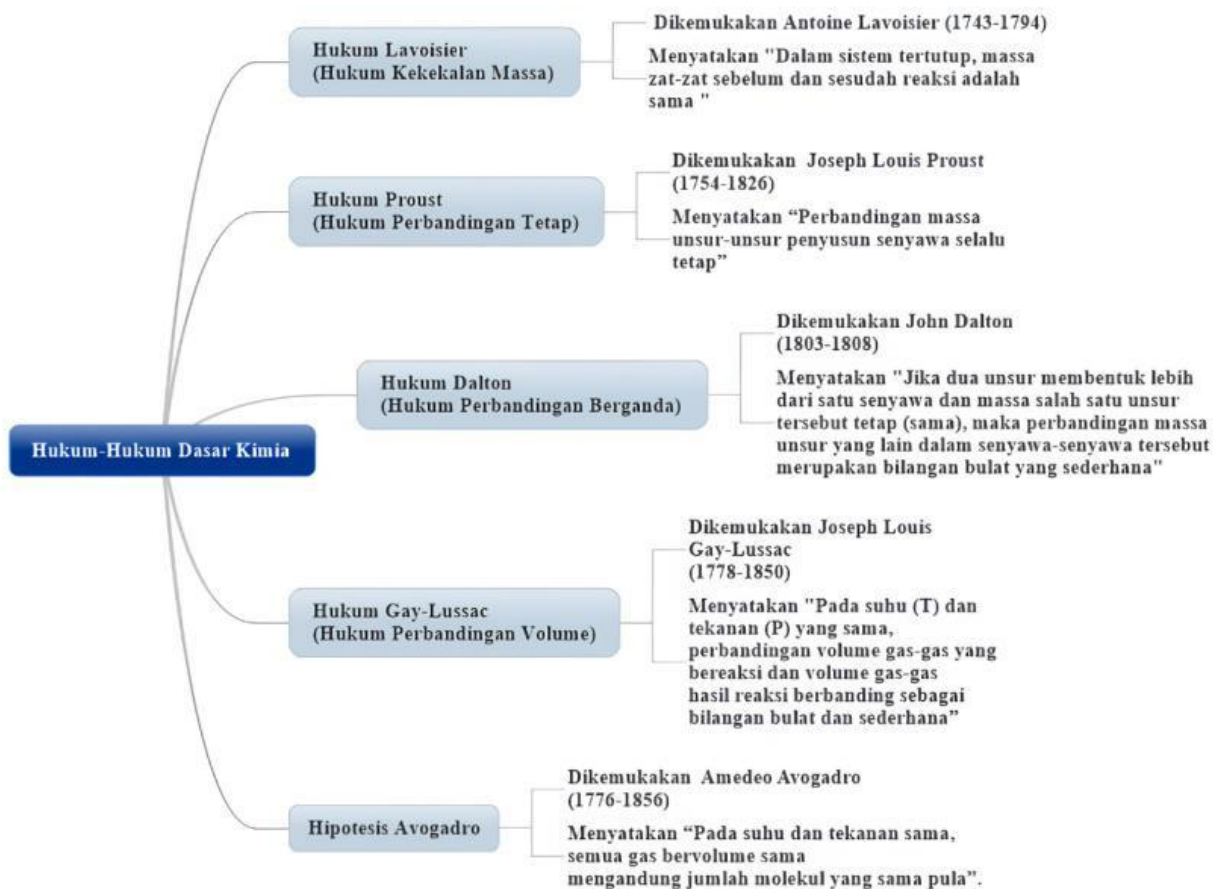 Hukum-Hukum Dasar Kimia
Hukum Lavoisier
(Hukum Kekekalan Massa)
Dikemukakan Antoine Lavoisier (1743-1794)
Menyatakan "Dalam sistem tertutup, massa
zat-zat sebelum dan sesudah reaksi adalah
sama "
Hukum Proust
(Hukum Perbandingan Tetap)
Dikemukakan  Joseph Louis Proust
(1754-1826)
Menyatakan “Perbandingan massa
unsur-unsur penyusun senyawa selalu
tetap”
Hukum Dalton
(Hukum Perbandingan Berganda)
Dikemukakan John Dalton
(1803-1808)
Menyatakan "Jika dua unsur membentuk lebih
dari satu senyawa dan massa salah satu unsur
tersebut tetap (sama), maka perbandingan massa
unsur yang lain dalam senyawa-senyawa tersebut
merupakan bilangan bulat yang sederhana"
Hukum Gay-Lussac
(Hukum Perbandingan Volume)
Dikemukakan Joseph Louis
Gay-Lussac
(1778-1850)
Menyatakan "Pada suhu (T) dan
tekanan (P) yang sama,
perbandingan volume gas-gas yang
bereaksi dan volume gas-gas
hasil reaksi berbanding sebagai
bilangan bulat dan sederhana”
Hipotesis Avogadro
Dikemukakan  Amedeo Avogadro
(1776-1856)
Menyatakan “Pada suhu dan tekanan sama,
semua gas bervolume sama
mengandung jumlah molekul yang sama pula”.